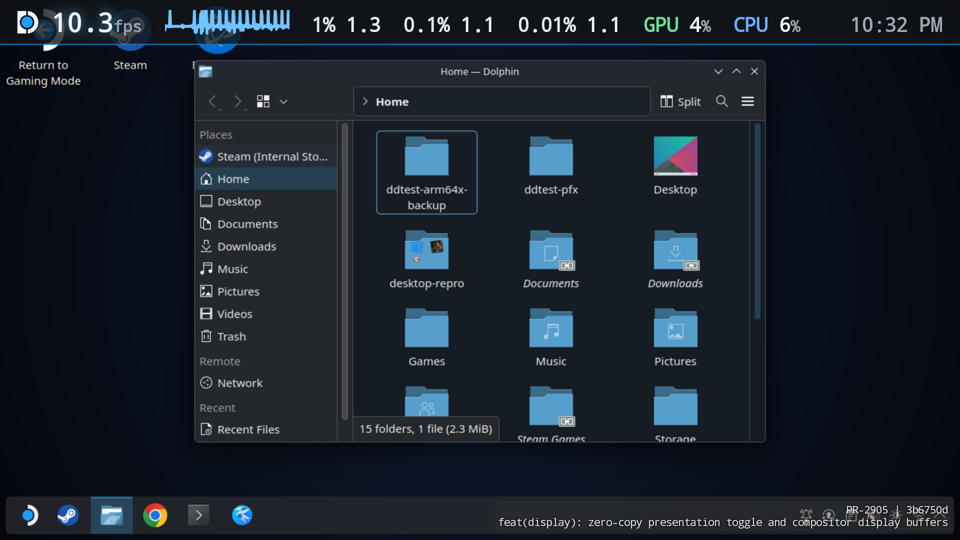 10.3fps 1% 1.3 0.1% 1.1 0.01% 1.1 GPU 4% CPU 6% 10:32 PM
Return to
Gaming Mode
Steam
Home — Dolphin
Home
Split
Places
Steam (Internal Sto...
Home
Desktop
Documents
Downloads
Music
Pictures
Videos
Trash
Remote
Network
Recent
Recent Files
ddtest-arm64x-
backup
ddtest-pfx
Desktop
desktop-repro
Documents
Downloads
Games
Music
Pictures
Steam Games
Storage
15 folders, 1 file (2.3 MiB)
PR-2905 | 3b6750d
feat(display): zero-copy presentation toggle and compositor display buffers